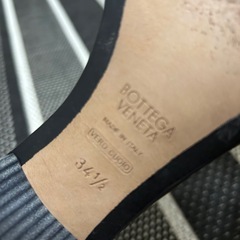 BOTTEGA
VENETA
MADE IN ITALY
VERO CUOIO
34½